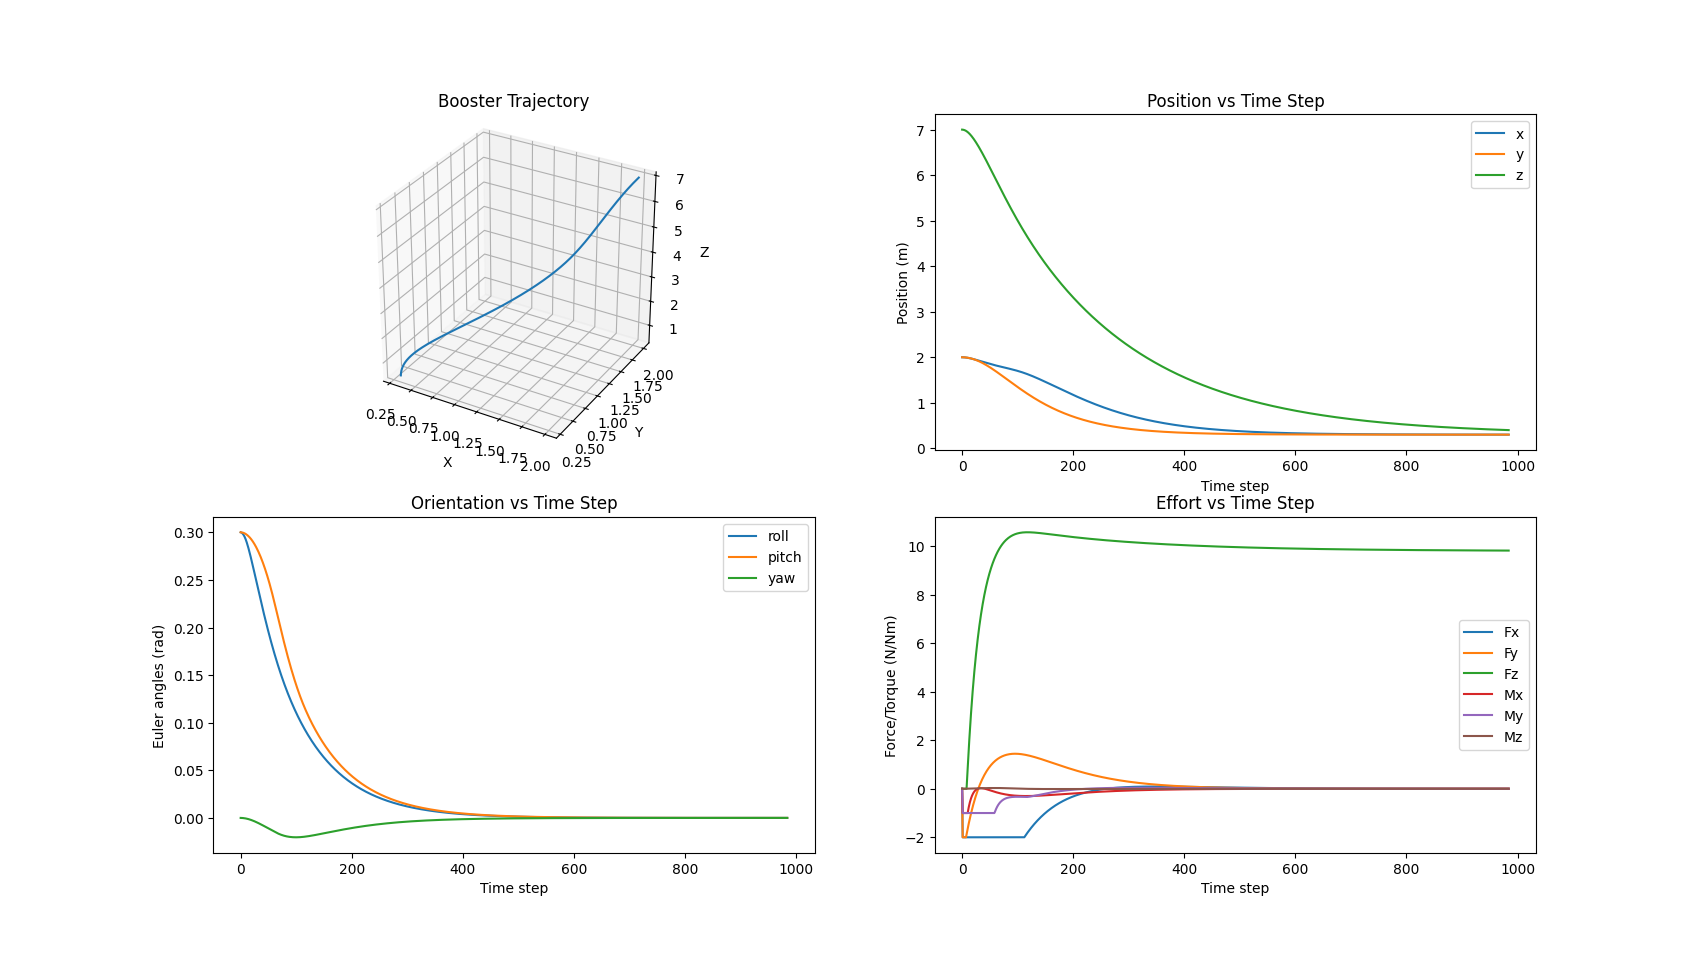 Booster Trajectory
7
6
5
4
3
2
1
Z
0.25
0.50
0.75
1.00
1.25
1.50
1.75
2.00
X
2.00
1.75
1.50
1.25
1.00
0.75
0.50
0.25
Y
Position vs Time Step
7
6
5
4
3
2
1
0
Position (m)
x
y
z
0 200 400 600 800 1000
Time step
Orientation vs Time Step
0.30
0.25
0.20
0.15
0.10
0.05
0.00
Euler angles (rad)
roll
pitch
yaw
0 200 400 600 800 1000
Time step
Effort vs Time Step
10
8
6
4
2
0
−2
Force/Torque (N/Nm)
Fx
Fy
Fz
Mx
My
Mz
0 200 400 600 800 1000
Time step